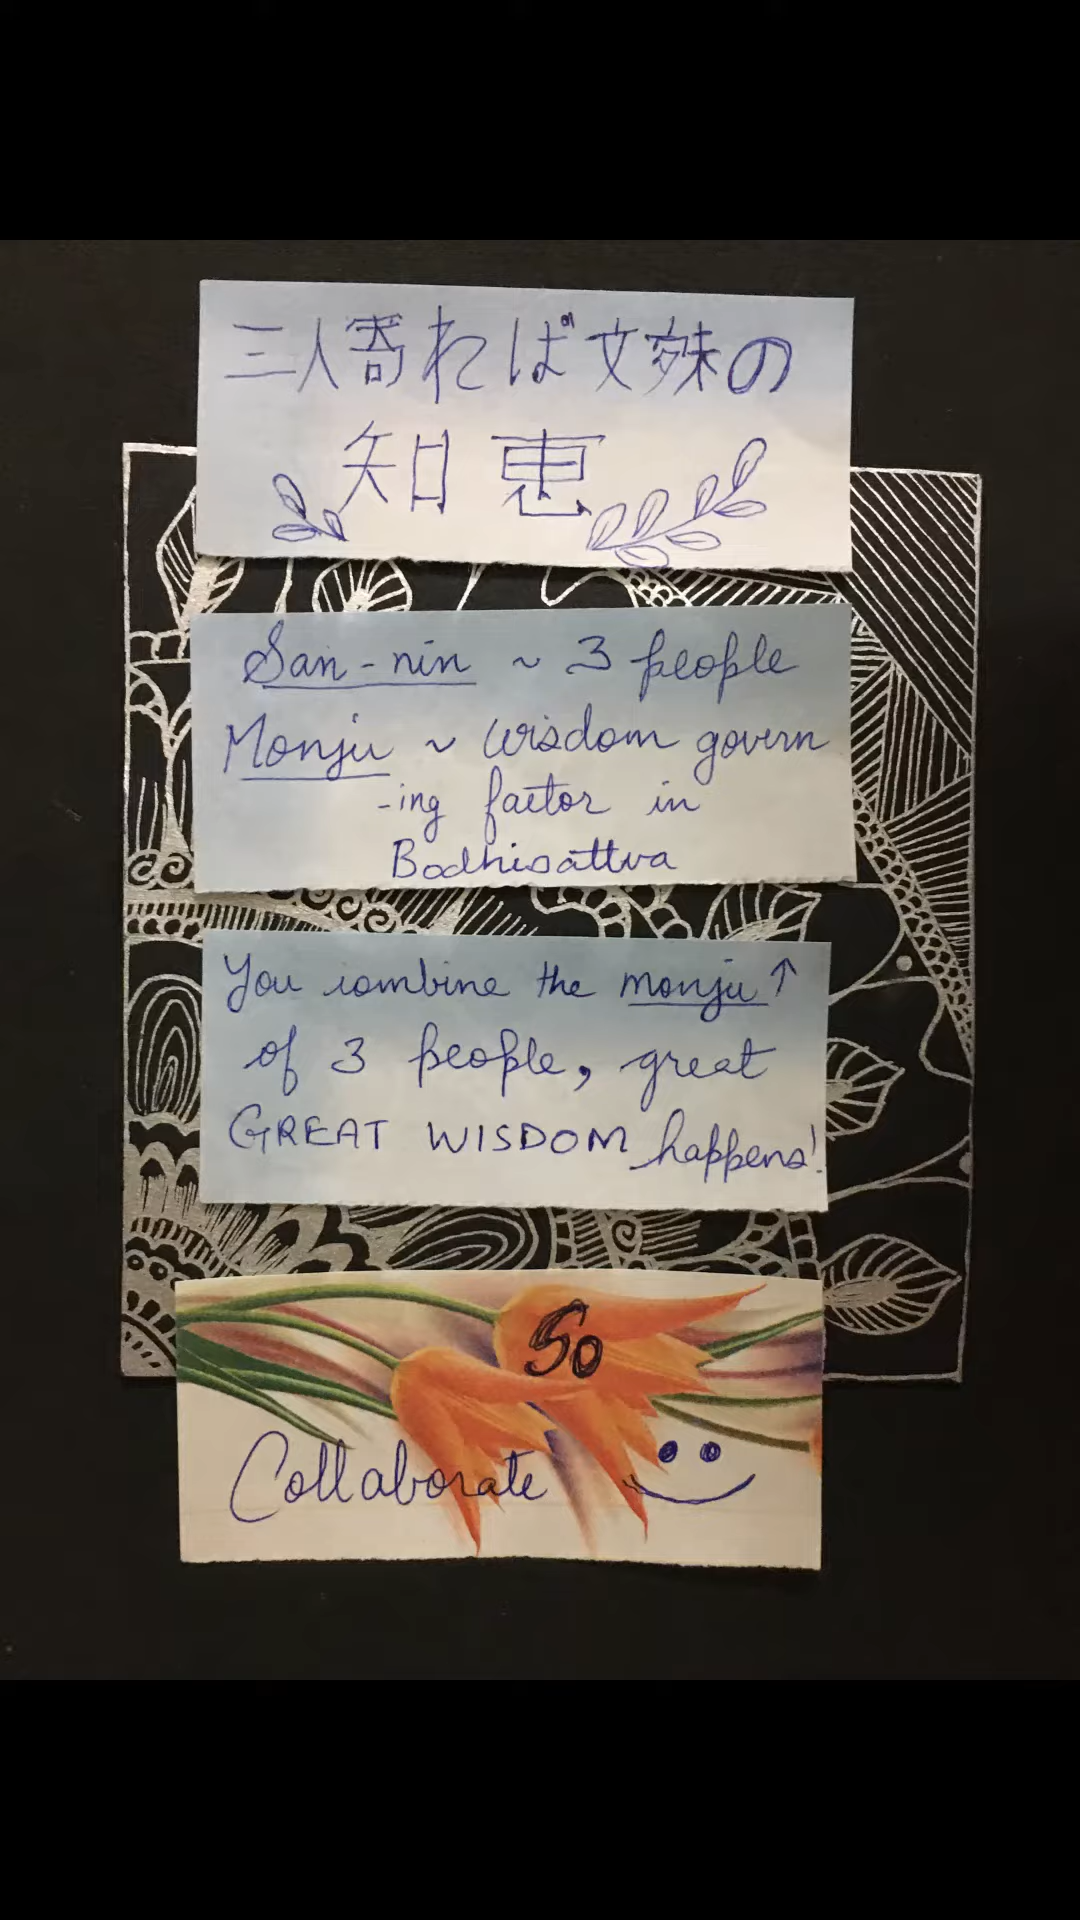 三人寄れば文殊の
知恵
San-nin ~ 3 people
Monju ~ wisdom govern
-ing factor in
Bodhisattva
You combine the monju ↑
of 3 people, great
GREAT WISDOM happens!
So
Collaborate